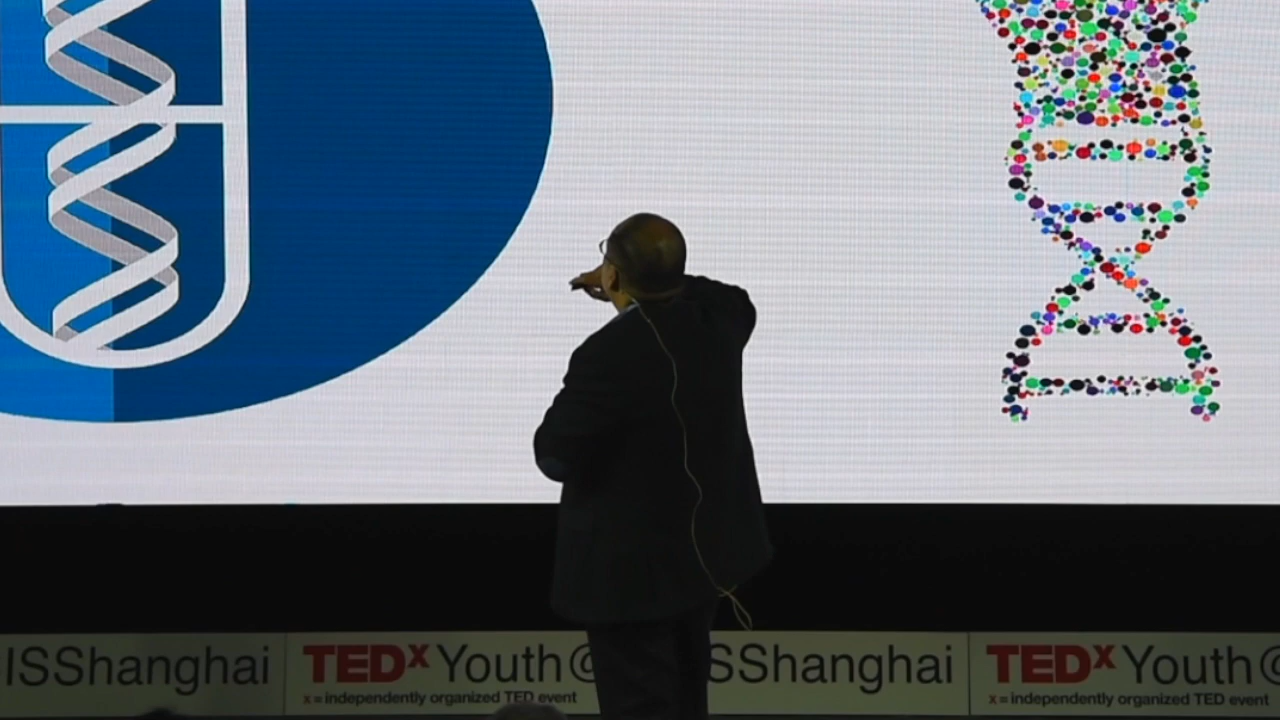 ISShanghai
TEDx Youth@
x = independently organized TED event
SShanghai
TEDx Youth@
x = independently organized TED event